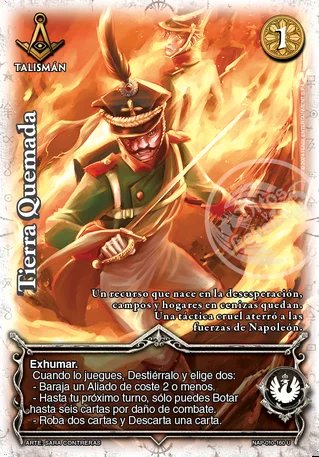 TALISMÁN
1
Tierra Quemada
Un recurso que nace en la desesperación,
campos y hogares en cenizas quedan.
Una táctica cruel aterró a las
fuerzas de Napoleón.
Exhumar.
Cuando lo juegues, Destiérralo y elige dos:
- Baraja un Aliado de coste 2 o menos.
- Hasta tu próximo turno, sólo puedes Botar
hasta seis cartas por daño de combate.
- Roba dos cartas y Descarta una carta.
ARTE: SARA CONTRERAS
NAP-010-160 U